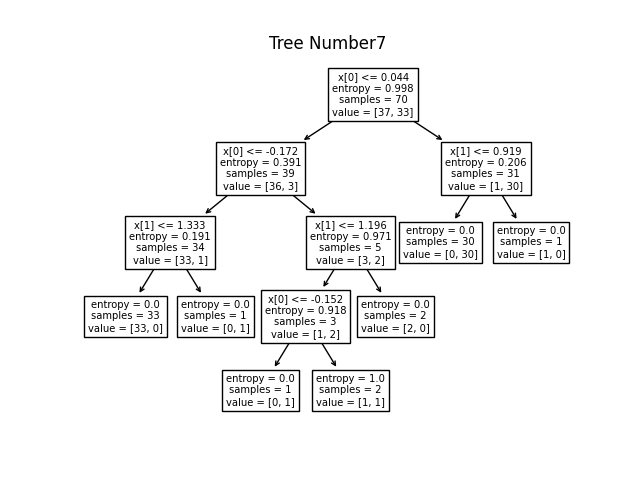 Tree Number7
x[0] <= 0.044
entropy = 0.998
samples = 70
value = [37, 33]
x[0] <= -0.172
entropy = 0.391
samples = 39
value = [36, 3]
x[1] <= 0.919
entropy = 0.206
samples = 31
value = [1, 30]
x[1] <= 1.333
entropy = 0.191
samples = 34
value = [33, 1]
x[1] <= 1.196
entropy = 0.971
samples = 5
value = [3, 2]
entropy = 0.0
samples = 30
value = [0, 30]
entropy = 0.0
samples = 1
value = [1, 0]
entropy = 0.0
samples = 33
value = [33, 0]
entropy = 0.0
samples = 1
value = [0, 1]
x[0] <= -0.152
entropy = 0.918
samples = 3
value = [1, 2]
entropy = 0.0
samples = 2
value = [2, 0]
entropy = 0.0
samples = 1
value = [0, 1]
entropy = 1.0
samples = 2
value = [1, 1]